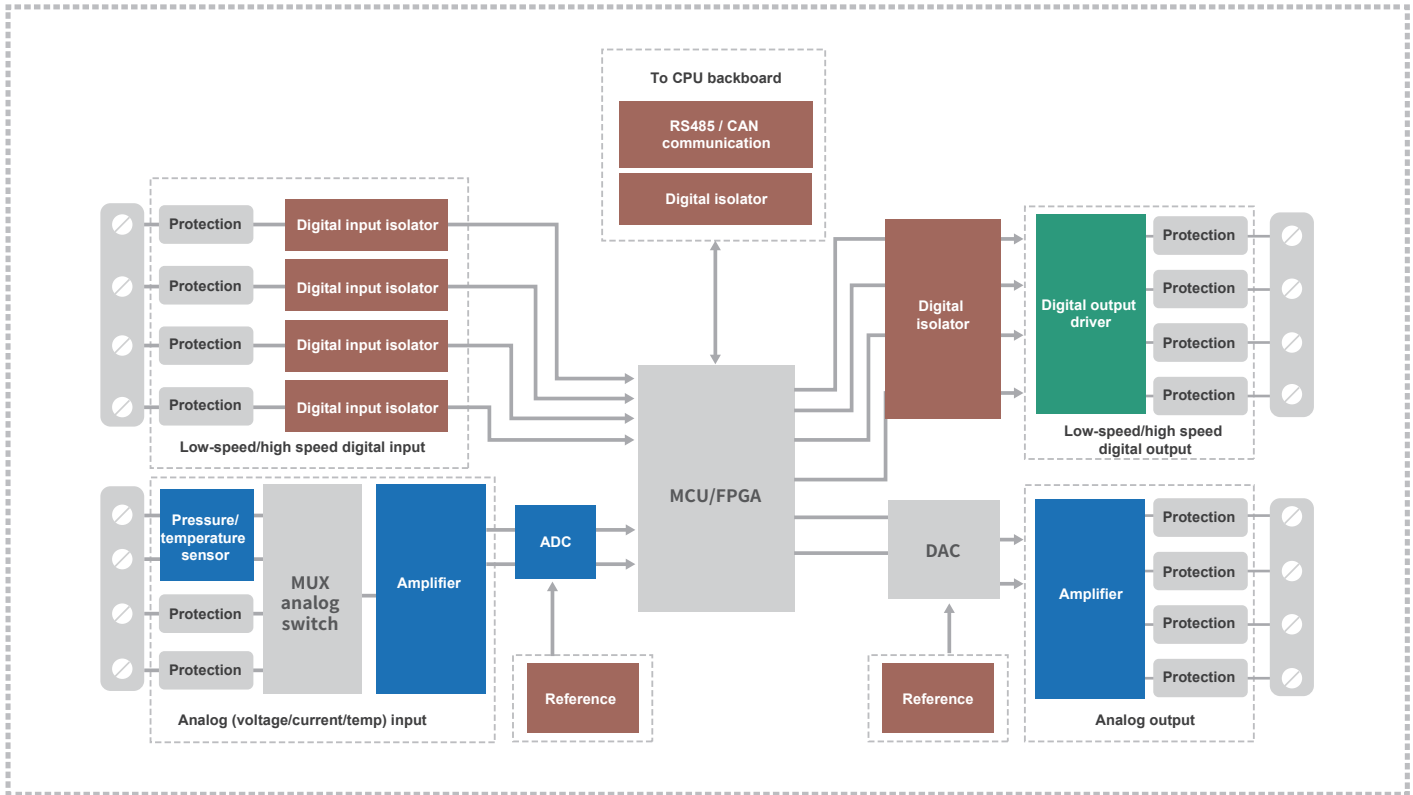 To CPU backboard
RS485 / CAN
communication
Digital isolator
Protection
Digital input isolator
Protection
Digital input isolator
Protection
Digital input isolator
Protection
Digital input isolator
Low-speed/high speed digital input
Pressure/
temperature
sensor
Protection
Protection
MUX
analog
switch
Amplifier
Analog (voltage/current/temp) input
ADC
Reference
MCU/FPGA
Digital
isolator
Digital output
driver
Protection
Protection
Protection
Protection
Low-speed/high speed
digital output
DAC
Reference
Amplifier
Protection
Protection
Protection
Protection
Analog output